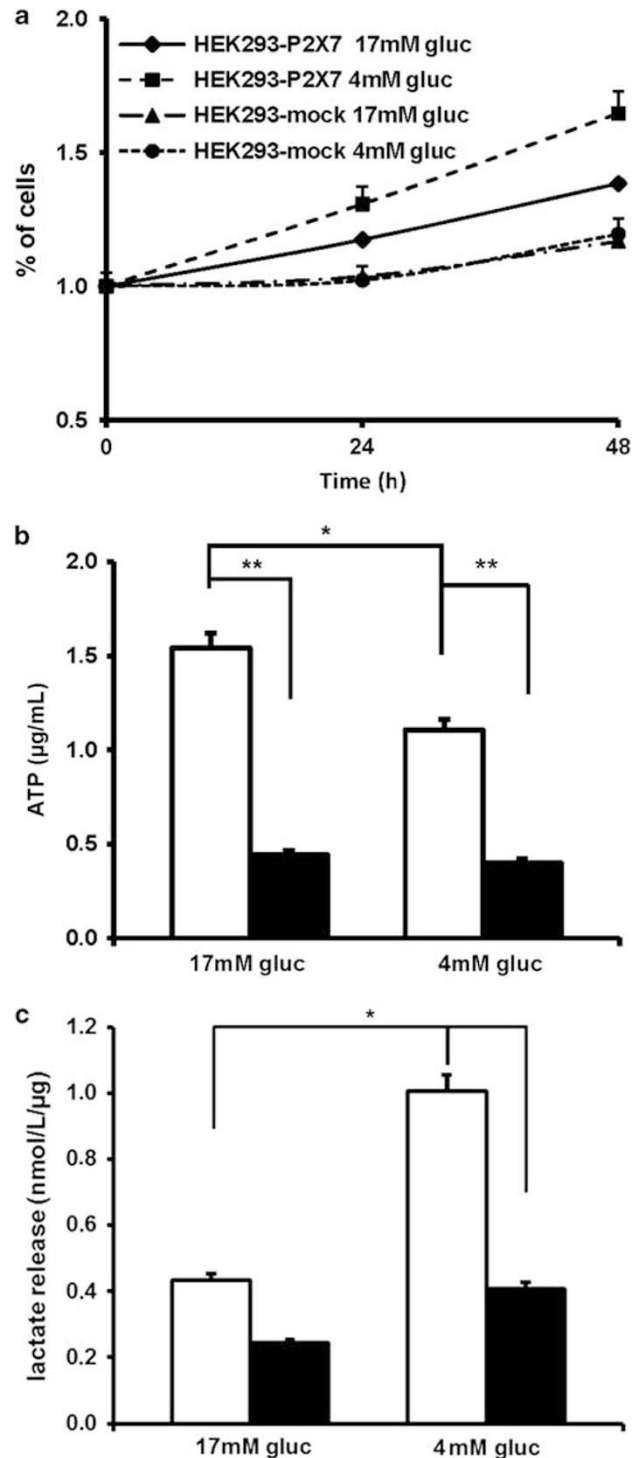 a
2.0
HEK293-P2X7 17mM gluc
HEK293-P2X7 4mM gluc
HEK293-mock 17mM gluc
HEK293-mock 4mM gluc
1.5
1.0
0.5
% of cells
0 24 48
Time (h)
b
*
** **
2.0
1.5
1.0
0.5
0.0
ATP (µg/mL)
17mM gluc 4mM gluc
c
*
1.2
1.0
0.8
0.6
0.4
0.2
0.0
lactate release (nmol/L/µg)
17mM gluc 4mM gluc